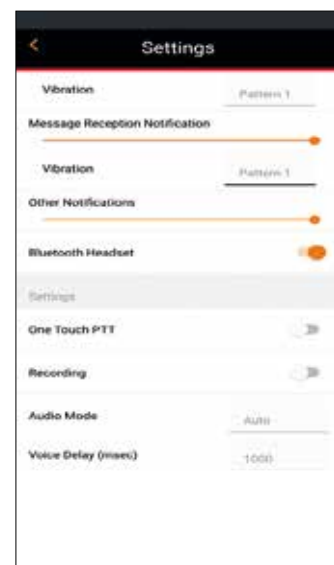 Settings
Vibration Pattern 1
Message Reception Notification
Vibration Pattern 1
Other Notifications
Bluetooth Headset
Settings
One Touch PTT
Recording
Audio Mode Auto
Voice Delay (msec) 1000